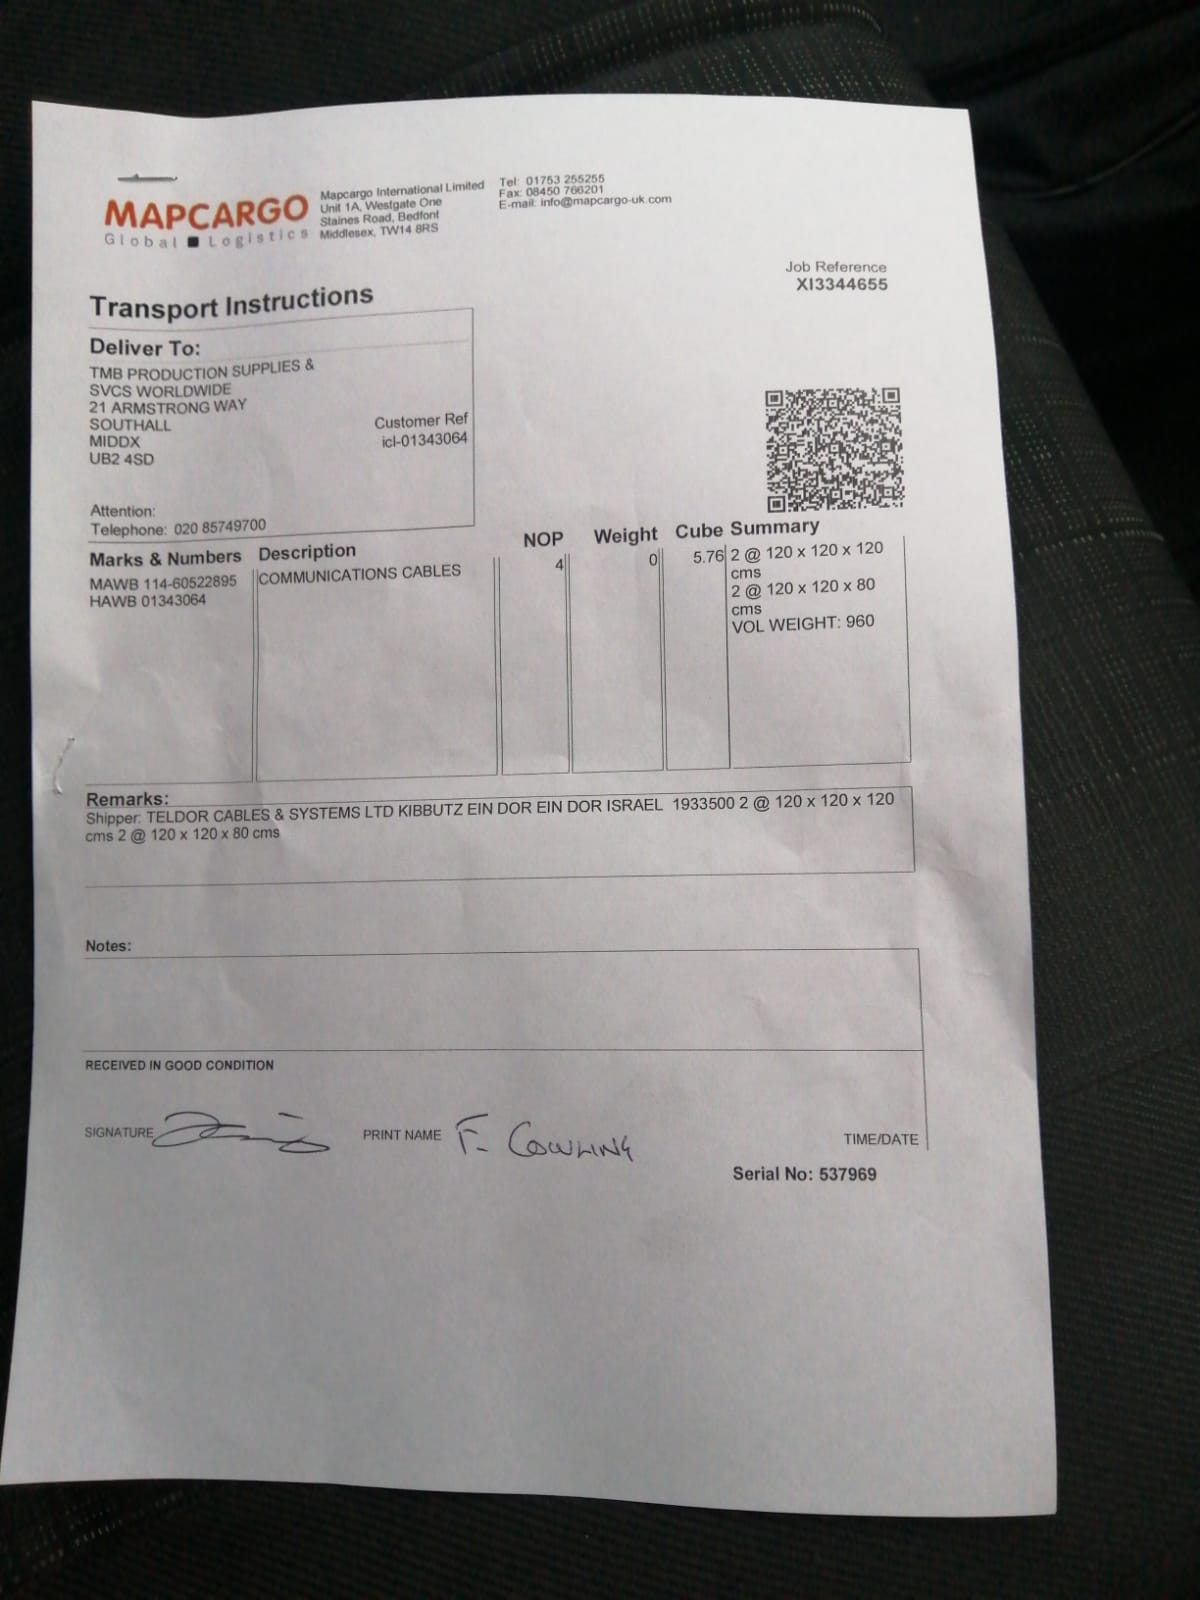 MAPCARGO
Global Logistics
Mapcargo International Limited
Unit 1A, Westgate One
Staines Road, Bedfont
Middlesex, TW14 8RS
Tel: 01753 255255
Fax: 08450 766201
E-mail: info@mapcargo-uk.com
Job Reference
XI3344655
Transport Instructions
Deliver To:
TMB PRODUCTION SUPPLIES &
SVCS WORLDWIDE
21 ARMSTRONG WAY
SOUTHALL
MIDDX
UB2 4SD
Customer Ref
icl-01343064
Attention:
Telephone: 020 85749700
Marks & Numbers Description NOP Weight Cube Summary
MAWB 114-60522895 COMMUNICATIONS CABLES 4 0 5.76 2 @ 120 x 120 x 120
HAWB 01343064 cms
2 @ 120 x 120 x 80
cms
VOL WEIGHT: 960
Remarks:
Shipper: TELDOR CABLES & SYSTEMS LTD KIBBUTZ EIN DOR EIN DOR ISRAEL 1933500 2 @ 120 x 120 x 120
cms 2 @ 120 x 120 x 80 cms
Notes:
RECEIVED IN GOOD CONDITION
SIGNATURE PRINT NAME F. COWLING TIME/DATE
Serial No: 537969